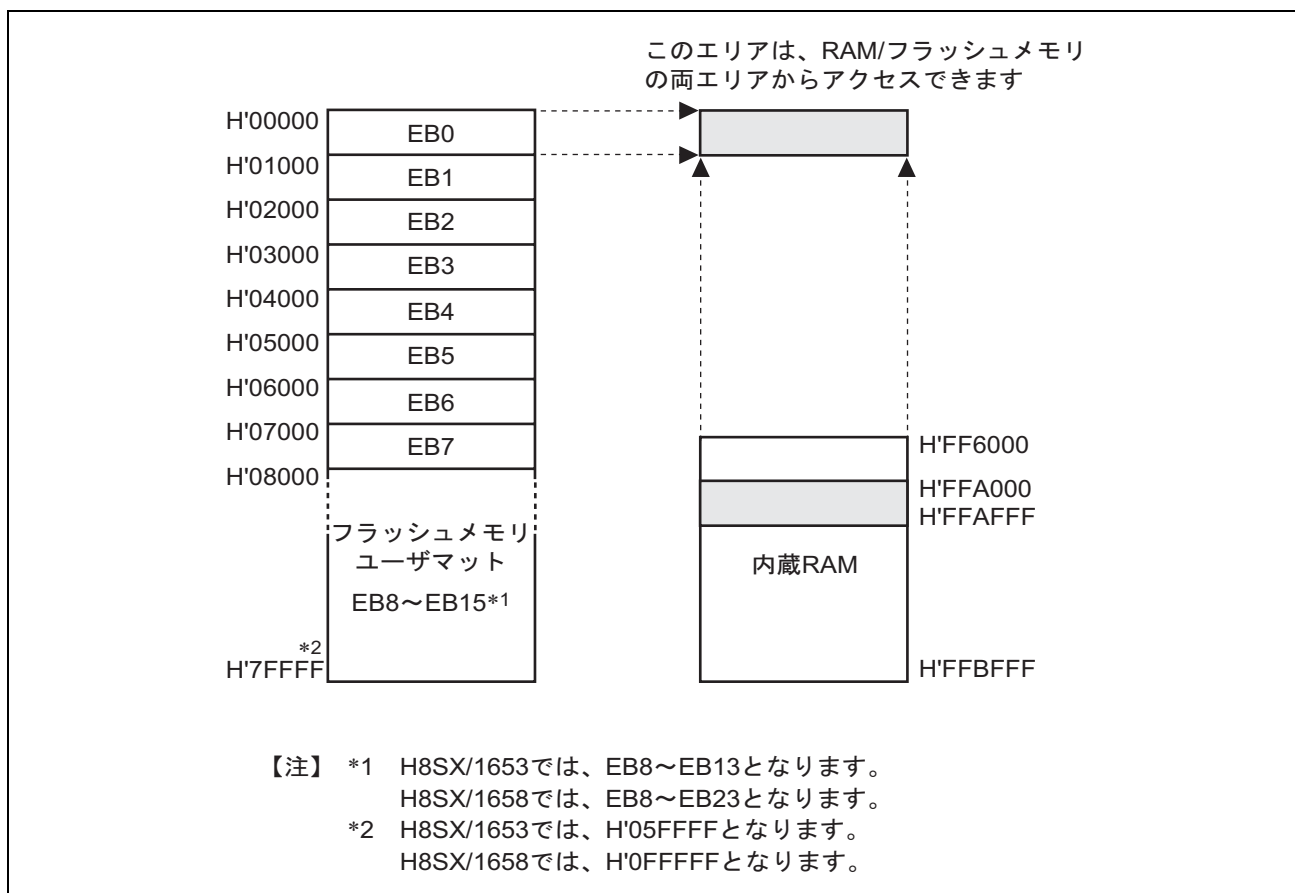 このエリアは、RAM/フラッシュメモリ
の両エリアからアクセスできます
H'00000
EB0
H'01000
EB1
H'02000
EB2
H'03000
EB3
H'04000
EB4
H'05000
EB5
H'06000
EB6
H'07000
EB7
H'08000
フラッシュメモリ
ユーザマット
EB8～EB15*1
*2
H'7FFFF
H'FF6000
H'FFA000
H'FFAFFF
内蔵RAM
H'FFBFFF
【注】 *1 H8SX/1653では、EB8～EB13となります。
H8SX/1658では、EB8～EB23となります。
*2 H8SX/1653では、H'05FFFFとなります。
H8SX/1658では、H'0FFFFFとなります。